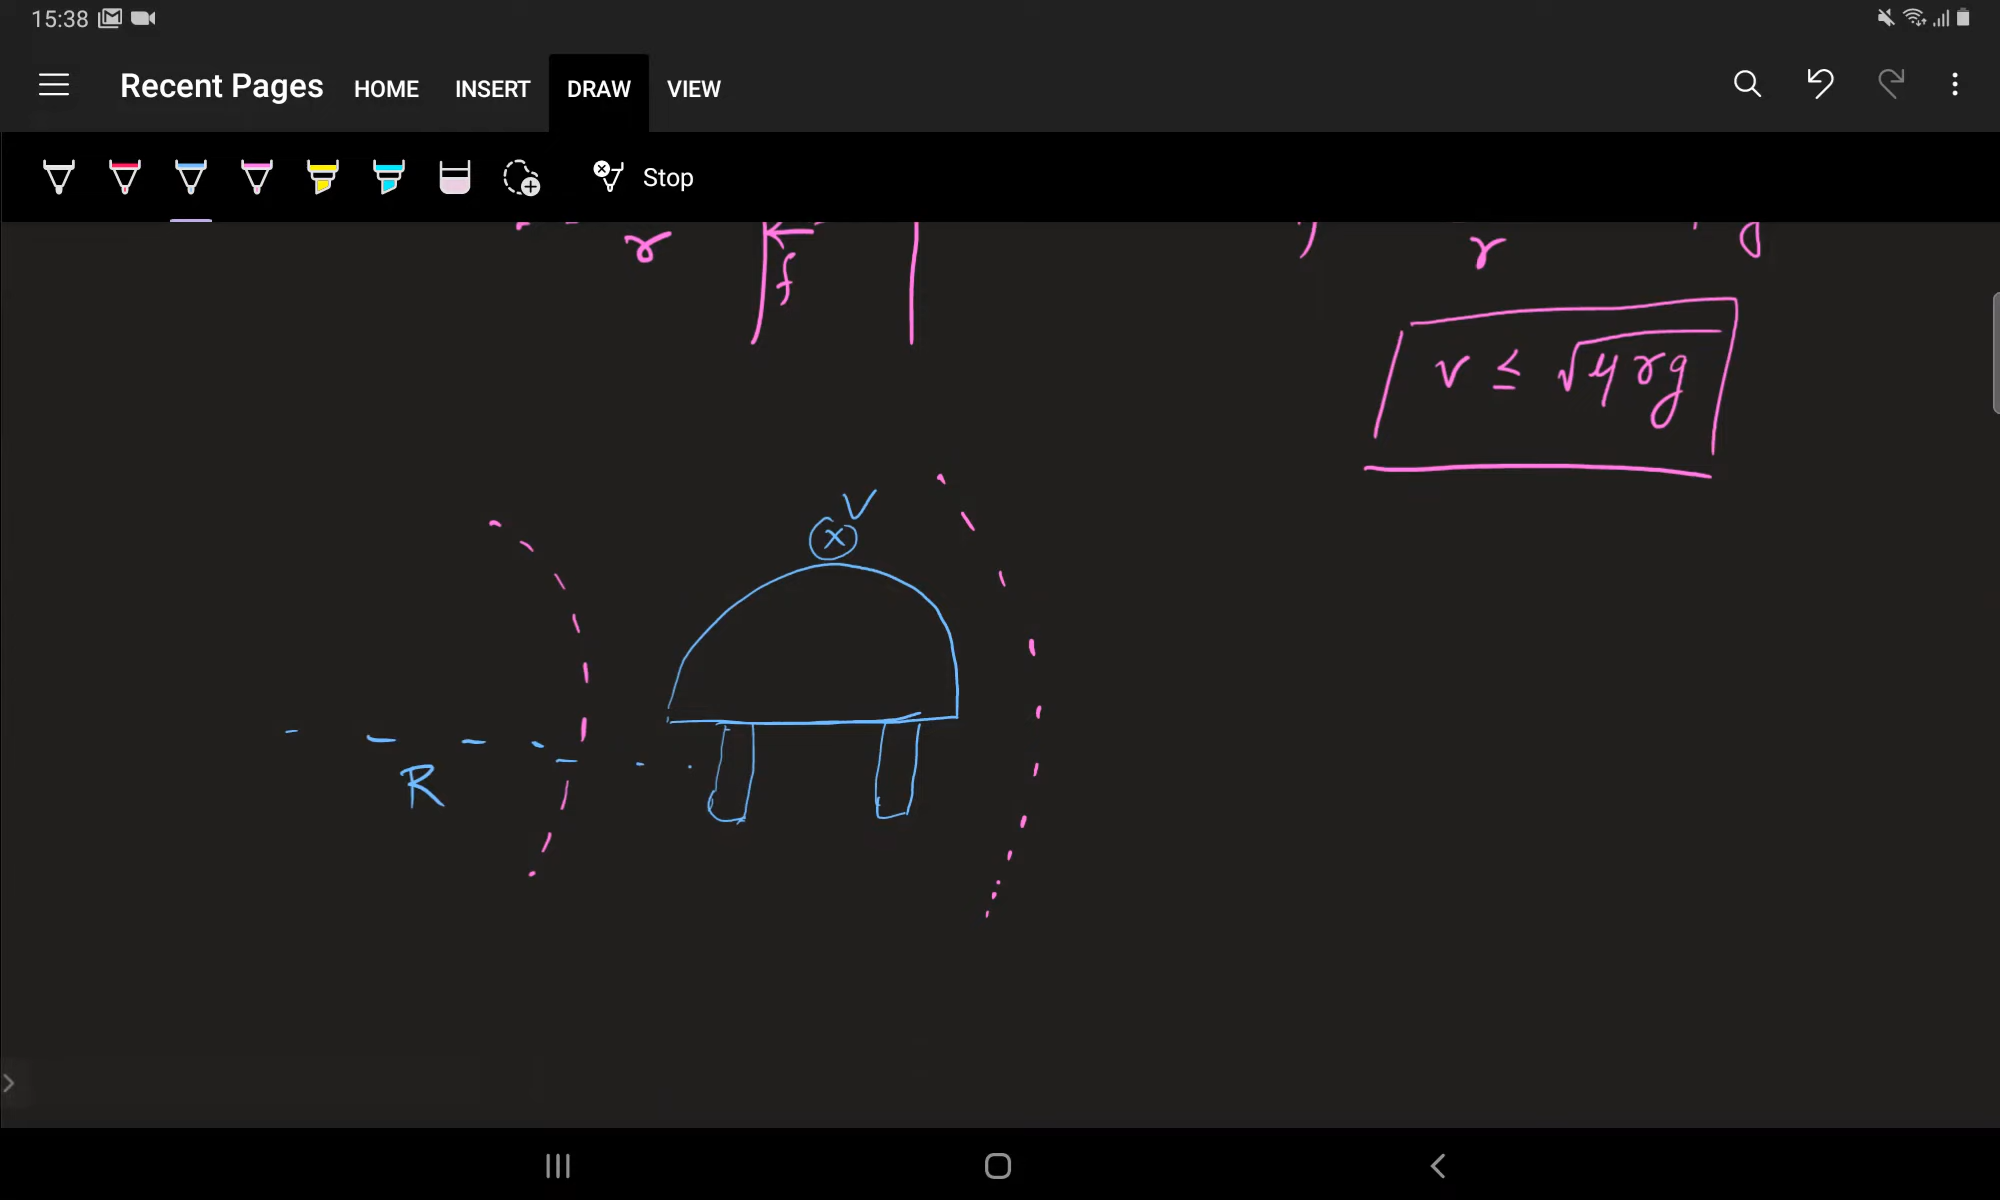 15:38
Recent Pages HOME INSERT DRAW VIEW
Stop
r
f
r
g
v ≤ √4rg
V
x
R